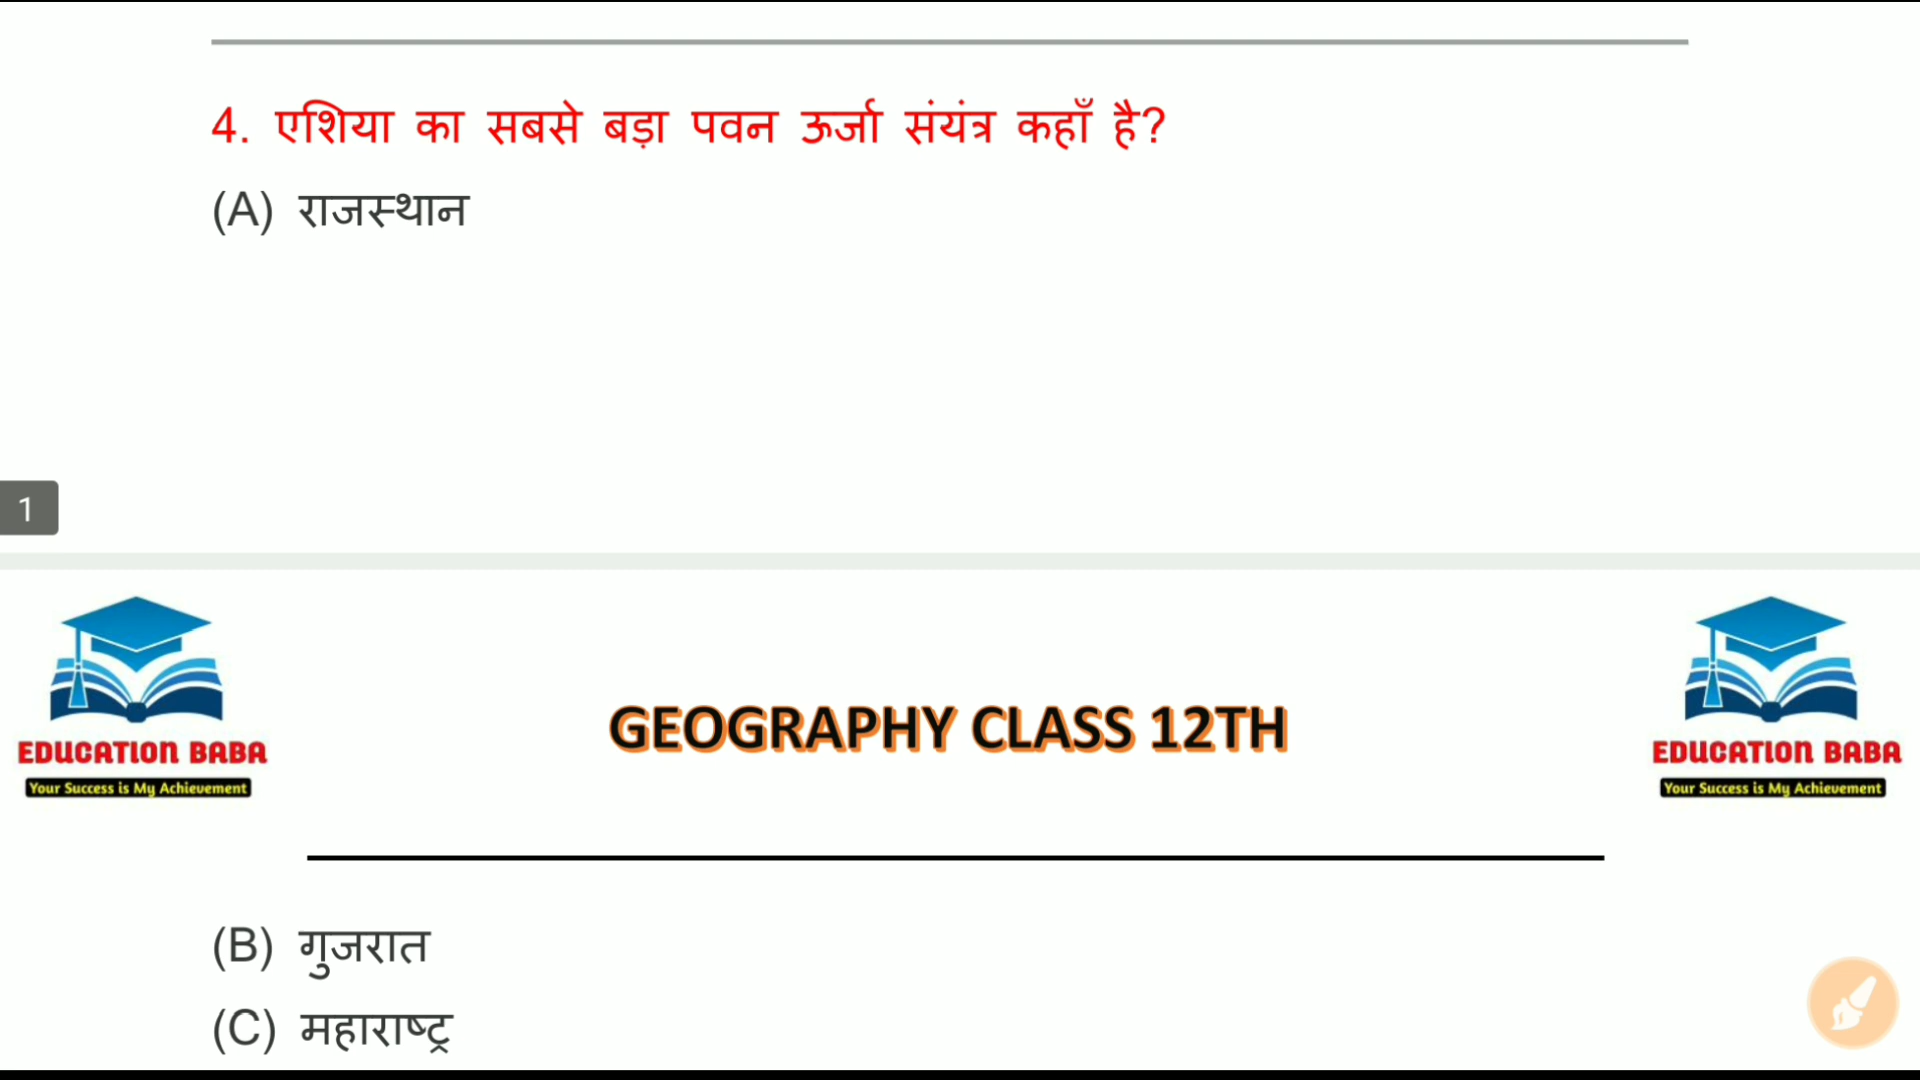 4. एशिया का सबसे बड़ा पवन ऊर्जा संयंत्र कहाँ है?
(A) राजस्थान
1
EDUCATION BABA
Your Success is My Achievement
GEOGRAPHY CLASS 12TH
EDUCATION BABA
Your Success is My Achievement
(B) गुजरात
(C) महाराष्ट्र